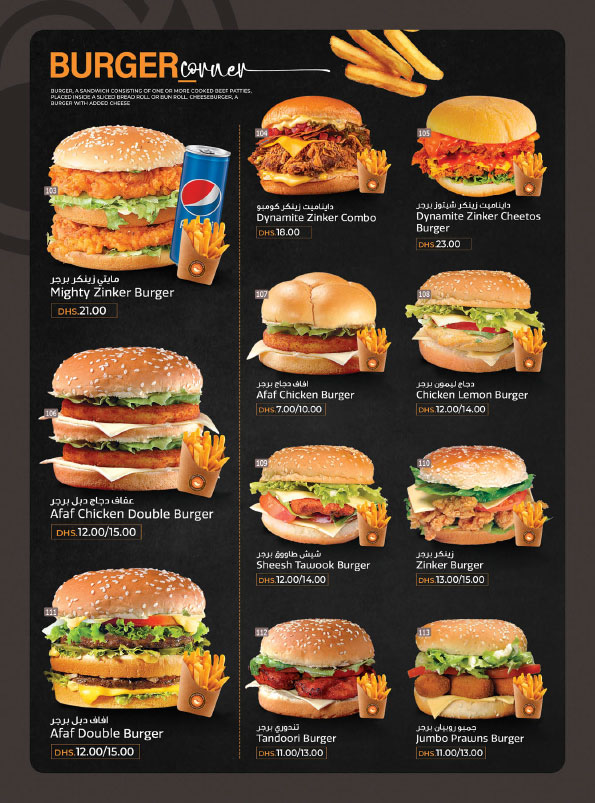 BURGER corner
BURGER, A SANDWICH CONSISTING OF ONE OR MORE COOKED BEEF PATTIES,
PLACED INSIDE A SLICED BREAD ROLL OR BUN ROLL. CHEESEBURGER, A
BURGER WITH ADDED CHEESE
103
مايتي زينكر برجر
Mighty Zinker Burger
DHS.21.00
104
داينامیت زينكر كومبو
Dynamite Zinker Combo
DHS.18.00
105
داينامیت زينكر شيتوز برجر
Dynamite Zinker Cheetos
Burger
DHS.23.00
106
عفاف دجاج دبل برجر
Afaf Chicken Double Burger
DHS.12.00/15.00
107
افاف دجاج برجر
Afaf Chicken Burger
DHS.7.00/10.00
108
دجاج ليمون برجر
Chicken Lemon Burger
DHS.12.00/14.00
109
شيش طاووق برجر
Sheesh Tawook Burger
DHS.12.00/14.00
110
زينكر برجر
Zinker Burger
DHS.13.00/15.00
111
افاف دبل برجر
Afaf Double Burger
DHS.12.00/15.00
112
تندوري برجر
Tandoori Burger
DHS.11.00/13.00
113
جمبو روبيان برجر
Jumbo Prawns Burger
DHS.11.00/13.00